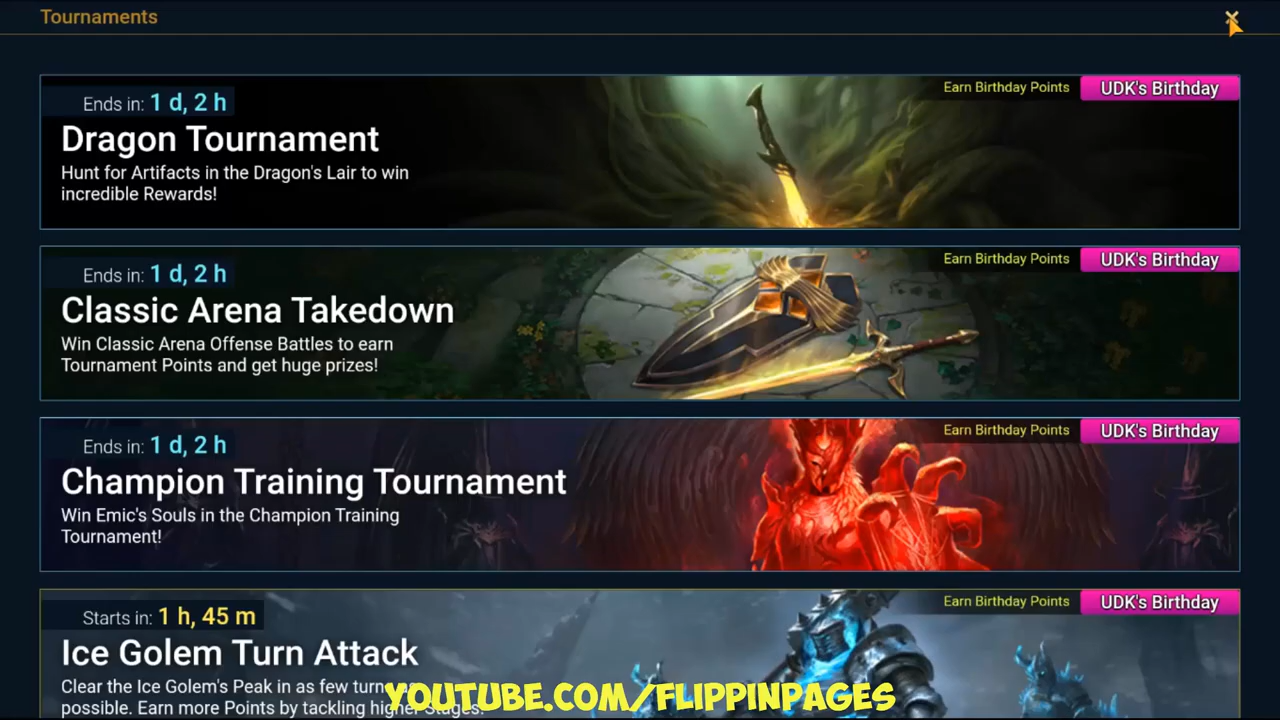 Tournaments
Ends in: 1 d, 2 h
Earn Birthday Points
UDK's Birthday
Dragon Tournament
Hunt for Artifacts in the Dragon's Lair to win
incredible Rewards!
Ends in: 1 d, 2 h
Earn Birthday Points
UDK's Birthday
Classic Arena Takedown
Win Classic Arena Offense Battles to earn
Tournament Points and get huge prizes!
Ends in: 1 d, 2 h
Earn Birthday Points
UDK's Birthday
Champion Training Tournament
Win Emic's Souls in the Champion Training
Tournament!
Starts in: 1 h, 45 m
Earn Birthday Points
UDK's Birthday
Ice Golem Turn Attack
Clear the Ice Golem's Peak in as few turns as
possible. Earn more Points by tackling higher Stages.
YOUTUBE.COM/FLIPPINPAGES